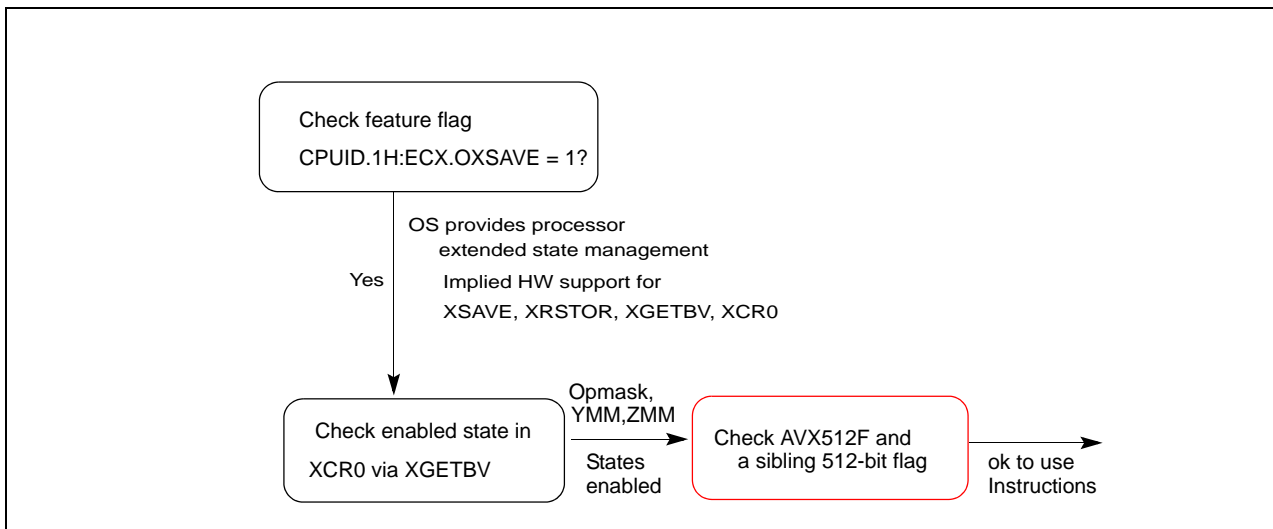 Check feature flag
CPUID.1H:ECX.OXSAVE = 1?
OS provides processor
extended state management
Yes
Implied HW support for
XSAVE, XRSTOR, XGETBV, XCR0
Check enabled state in
XCR0 via XGETBV
Opmask,
YMM,ZMM
States
enabled
Check AVX512F and
a sibling 512-bit flag
ok to use
Instructions